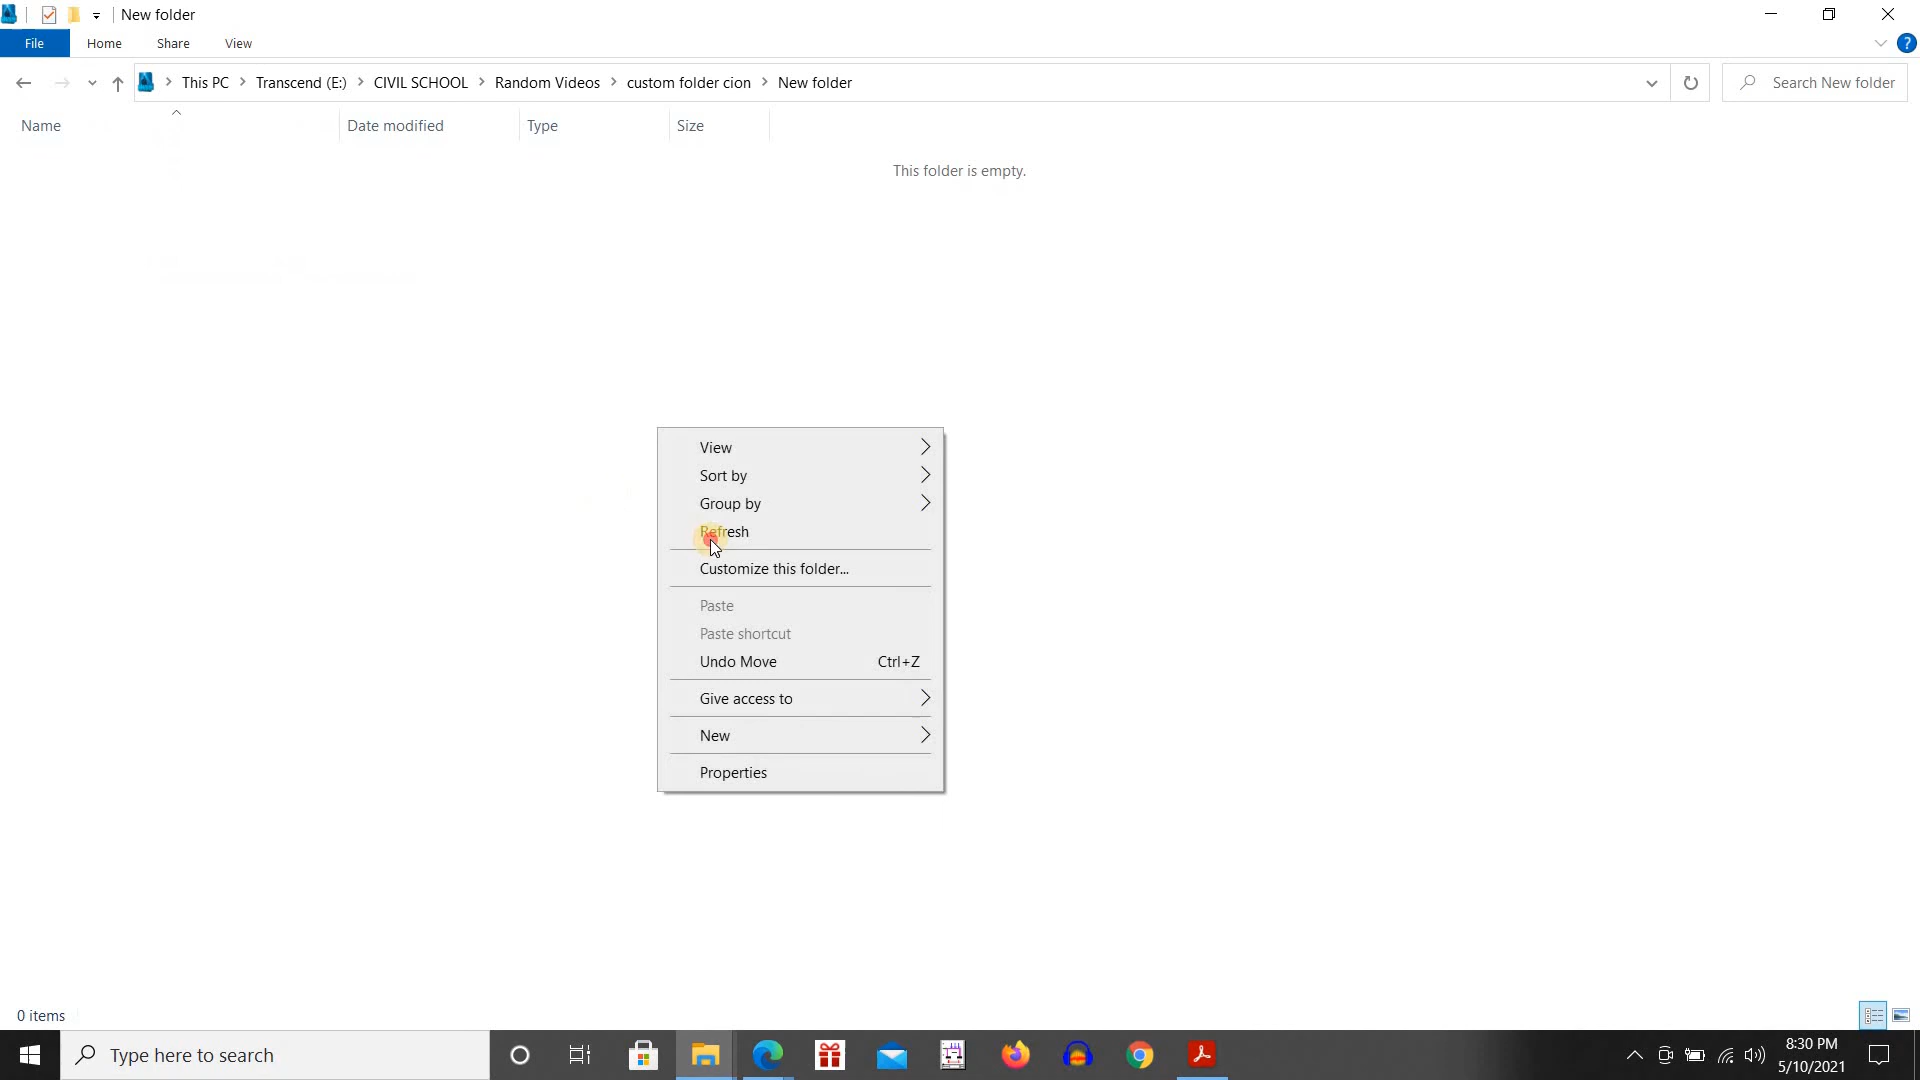 New folder
File Home Share View
This PC Transcend (E:) CIVIL SCHOOL Random Videos custom folder cion New folder Search New folder
Name Date modified Type Size
This folder is empty.
View
Sort by
Group by
Refresh
Customize this folder...
Paste
Paste shortcut
Undo Move Ctrl+Z
Give access to
New
Properties
0 items
Type here to search
8:30 PM
5/10/2021